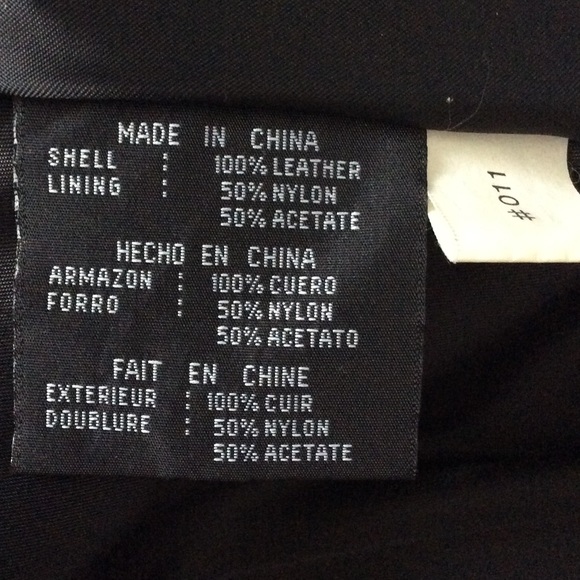 MADE IN CHINA
SHELL : 100% LEATHER
LINING : 50% NYLON
50% ACETATE
HECHO EN CHINA
ARMAZON : 100% CUERO
FORRO : 50% NYLON
50% ACETATO
FAIT EN CHINE
EXTERIEUR : 100% CUIR
DOUBLURE : 50% NYLON
50% ACETATE
#011